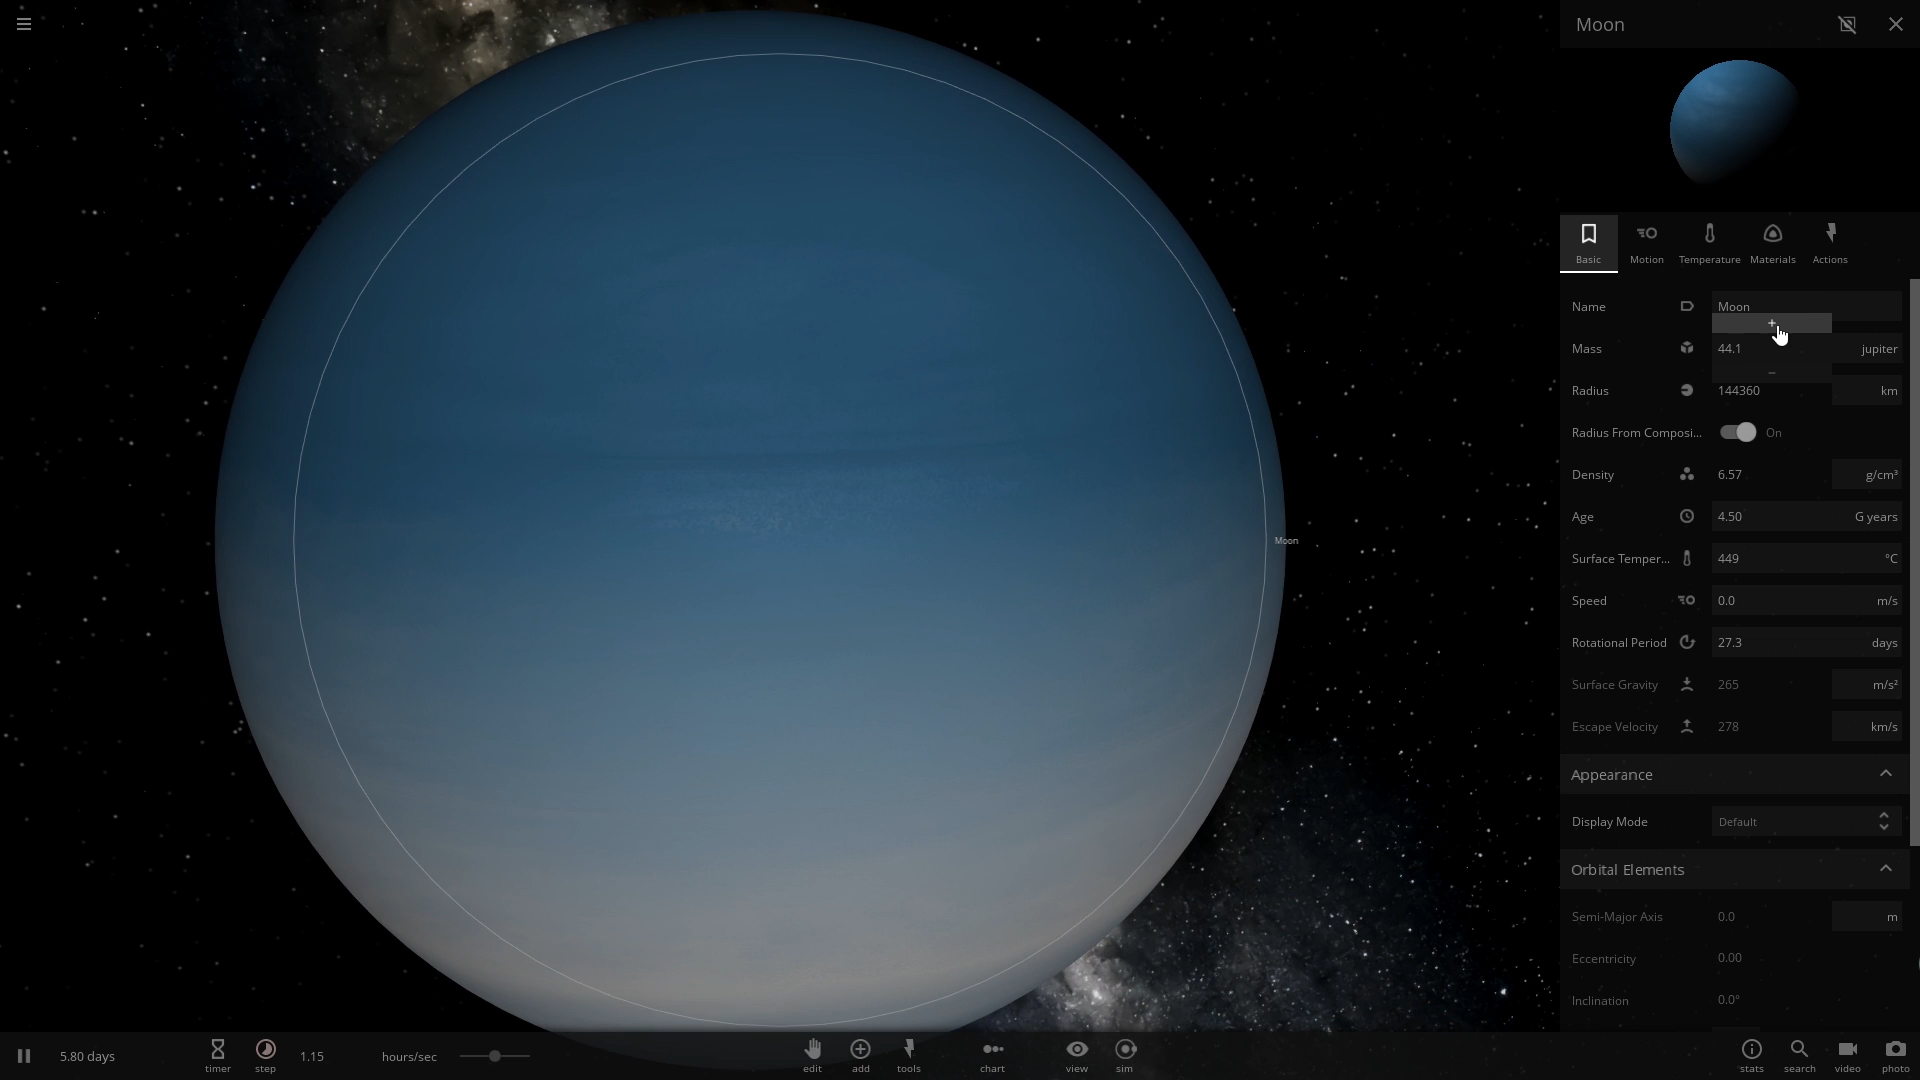 Moon
Basic
Motion
Temperature
Materials
Actions
Name Moon
+
Mass 44.1 jupiter
–
Radius 144360 km
Radius From Composi... On
Density 6.57 g/cm³
Age 4.50 G years
Surface Temper... 449 °C
Speed 0.0 m/s
Moon
Rotational Period 27.3 days
Surface Gravity 265 m/s²
Escape Velocity 278 km/s
Appearance
Display Mode Default
Orbital Elements
Semi-Major Axis 0.0 m
Eccentricity 0.00
Inclination 0.0°
5.80 days
timer
step
1.15 hours/sec
edit
add
tools
chart
view
sim
stats
search
video
photo